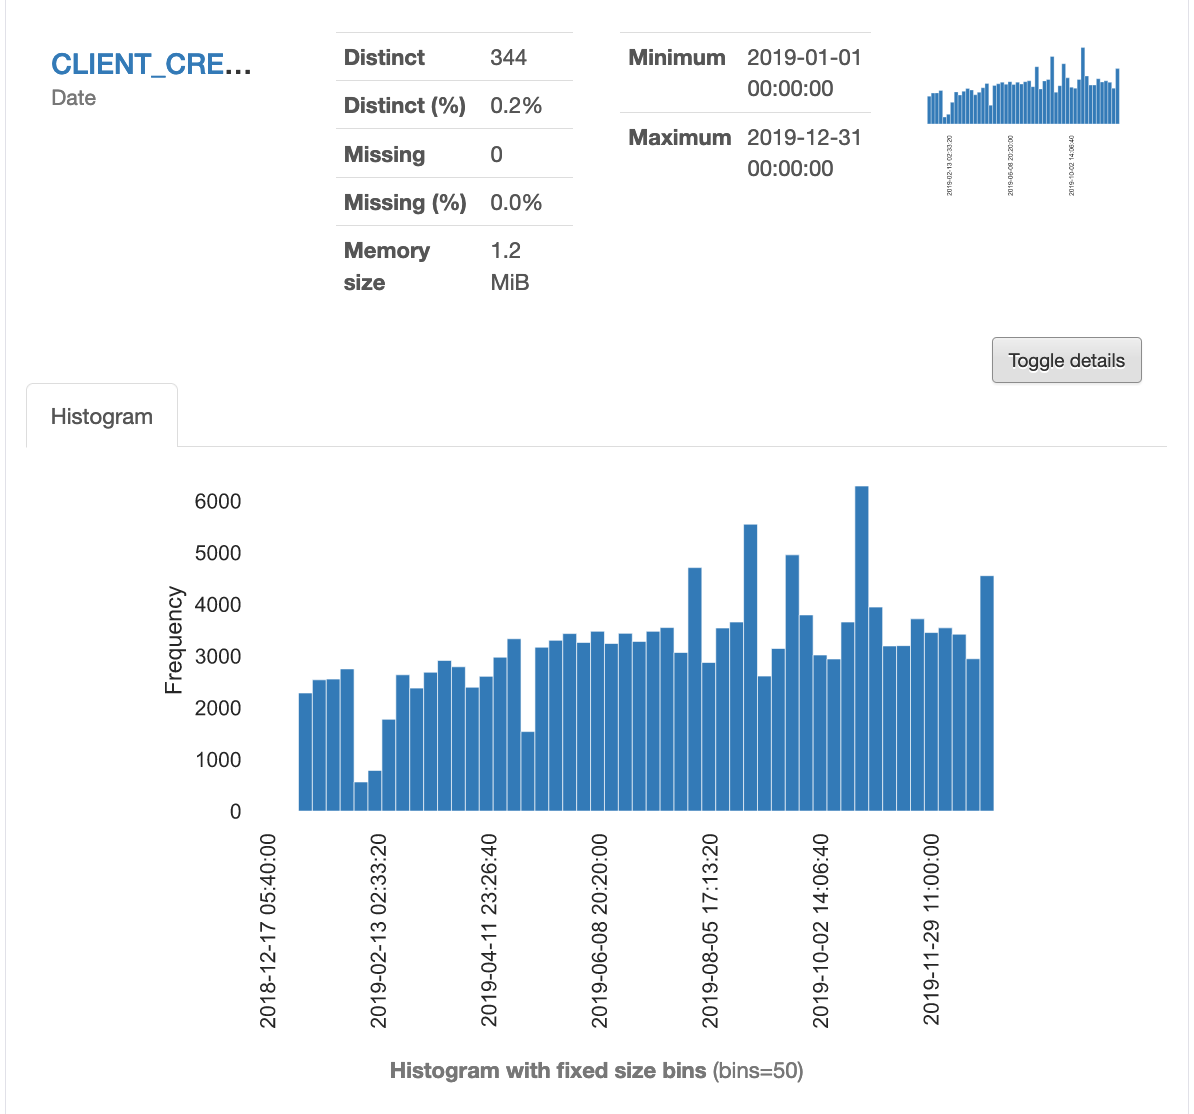 CLIENT_CRE...
Date
Distinct 344
Distinct (%) 0.2%
Missing 0
Missing (%) 0.0%
Memory size 1.2 MiB
Minimum 2019-01-01 00:00:00
Maximum 2019-12-31 00:00:00
2019-02-13 02:33:20
2019-06-08 20:20:00
2019-10-02 14:06:40
Toggle details
Histogram
6000
5000
4000
3000
2000
1000
0
Frequency
2018-12-17 05:40:00
2019-02-13 02:33:20
2019-04-11 23:26:40
2019-06-08 20:20:00
2019-08-05 17:13:20
2019-10-02 14:06:40
2019-11-29 11:00:00
Histogram with fixed size bins (bins=50)